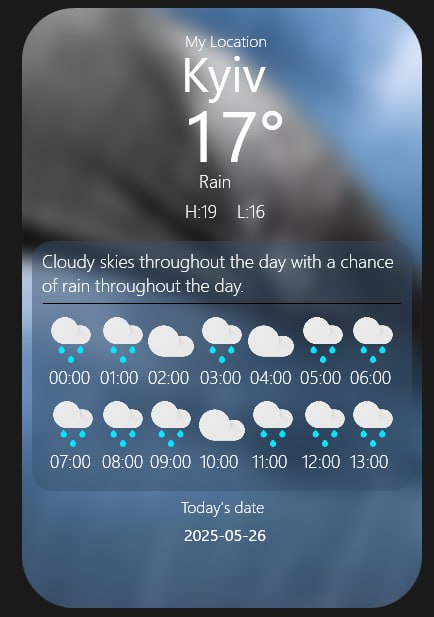 My Location
Kyiv
17°
Rain
H:19 L:16
Cloudy skies throughout the day with a chance
of rain throughout the day.
00:00 01:00 02:00 03:00 04:00 05:00 06:00
07:00 08:00 09:00 10:00 11:00 12:00 13:00
Today's date
2025-05-26